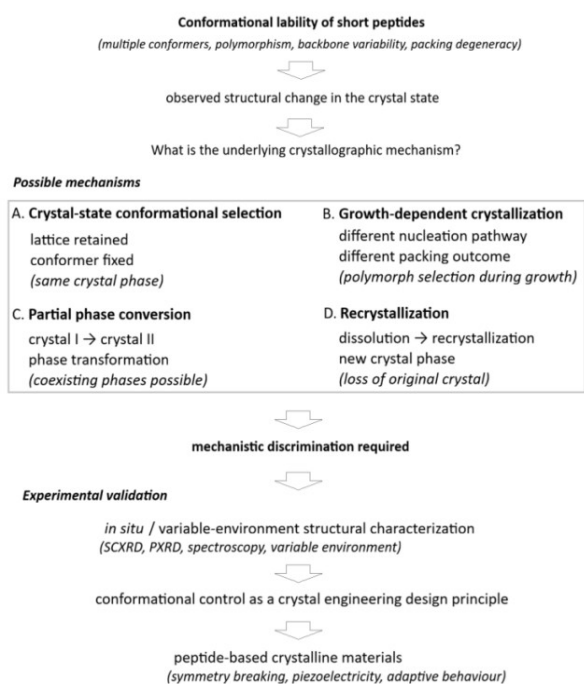 Conformational lability of short peptides
(multiple conformers, polymorphism, backbone variability, packing degeneracy)
observed structural change in the crystal state
What is the underlying crystallographic mechanism?
Possible mechanisms
A. Crystal-state conformational selection
lattice retained
conformer fixed
(same crystal phase)
B. Growth-dependent crystallization
different nucleation pathway
different packing outcome
(polymorph selection during growth)
C. Partial phase conversion
crystal I → crystal II
phase transformation
(coexisting phases possible)
D. Recrystallization
dissolution → recrystallization
new crystal phase
(loss of original crystal)
mechanistic discrimination required
Experimental validation
in situ / variable-environment structural characterization
(SCXRD, PXRD, spectroscopy, variable environment)
conformational control as a crystal engineering design principle
peptide-based crystalline materials
(symmetry breaking, piezoelectricity, adaptive behaviour)